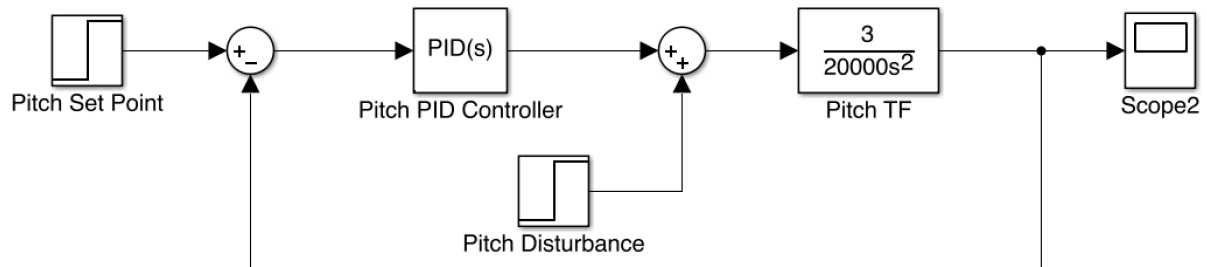 +
−
PID(s)
+
+
3
20000s²
Pitch Set Point
Pitch PID Controller
Pitch TF
Scope2
Pitch Disturbance